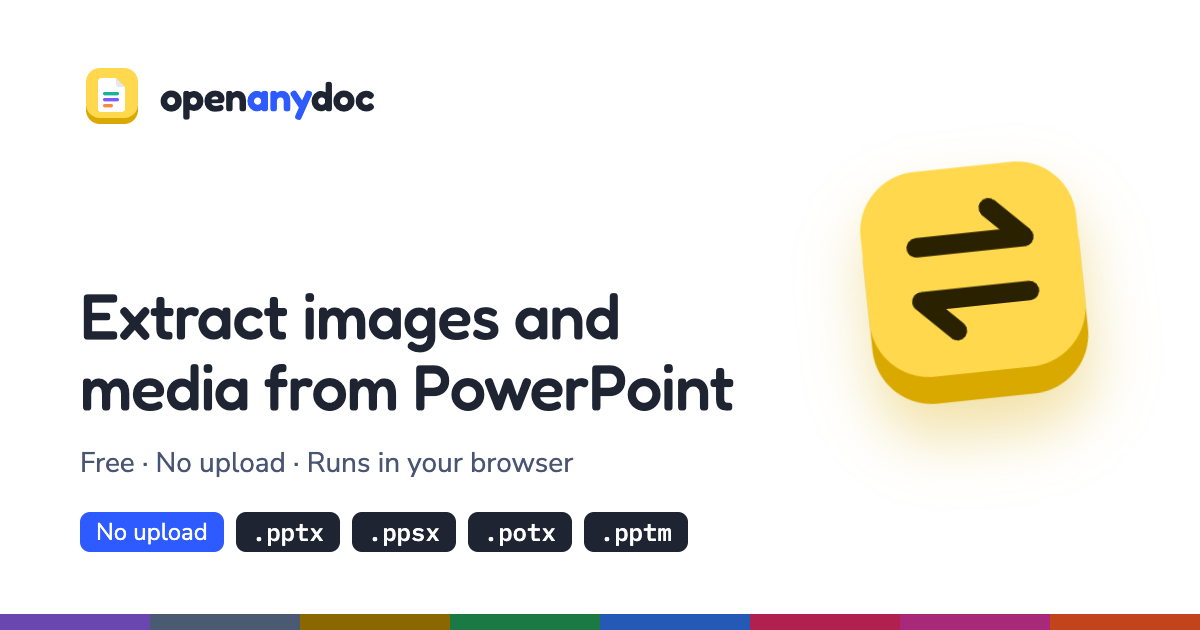 openanydoc
Extract images and
media from PowerPoint
Free · No upload · Runs in your browser
No upload .pptx .ppsx .potx .pptm